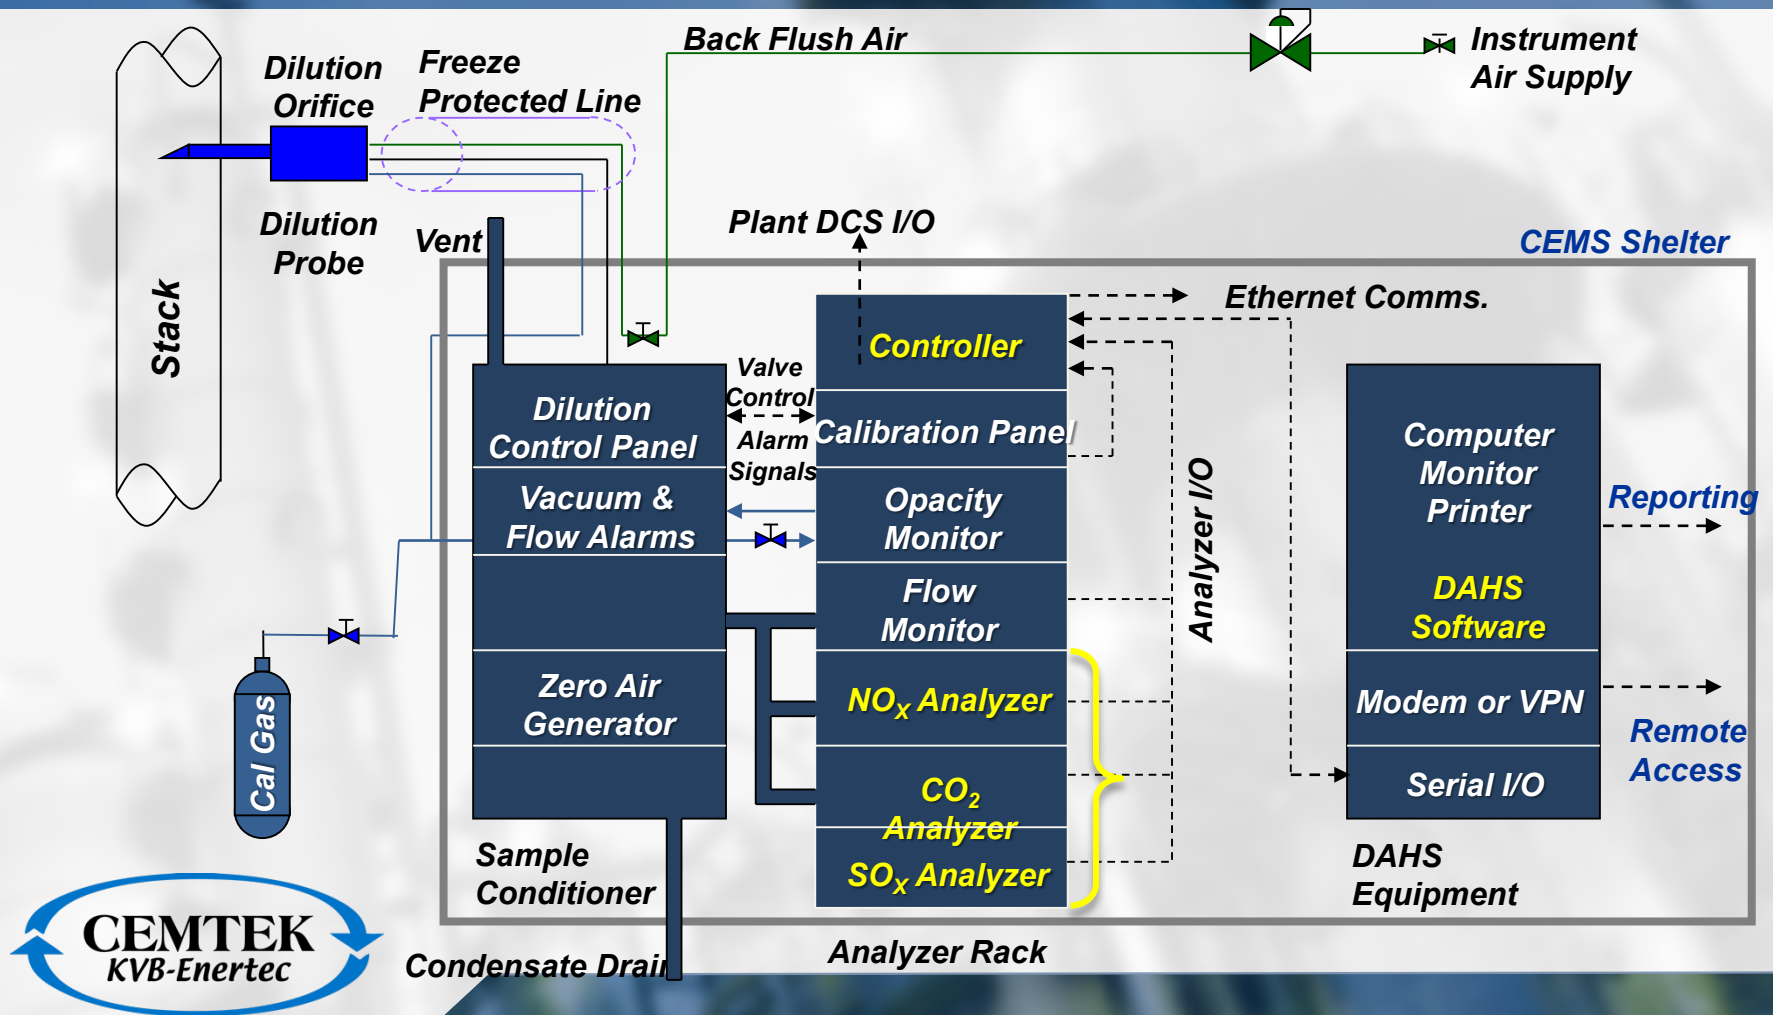 Back Flush Air
Instrument
Air Supply
Dilution
Orifice
Freeze
Protected Line
Dilution
Probe
Vent
Stack
Plant DCS I/O
CEMS Shelter
Ethernet Comms.
Controller
Valve
Control
Alarm
Signals
Dilution
Control Panel
Calibration Panel
Vacuum &
Flow Alarms
Opacity
Monitor
Flow
Monitor
Analyzer I/O
Computer
Monitor
Printer
Reporting
DAHS
Software
Zero Air
Generator
NOX Analyzer
Modem or VPN
Remote
Access
Cal Gas
CO2
Analyzer
Serial I/O
SOX Analyzer
Sample
Conditioner
DAHS
Equipment
CEMTEK
KVB-Enertec
Condensate Drain
Analyzer Rack